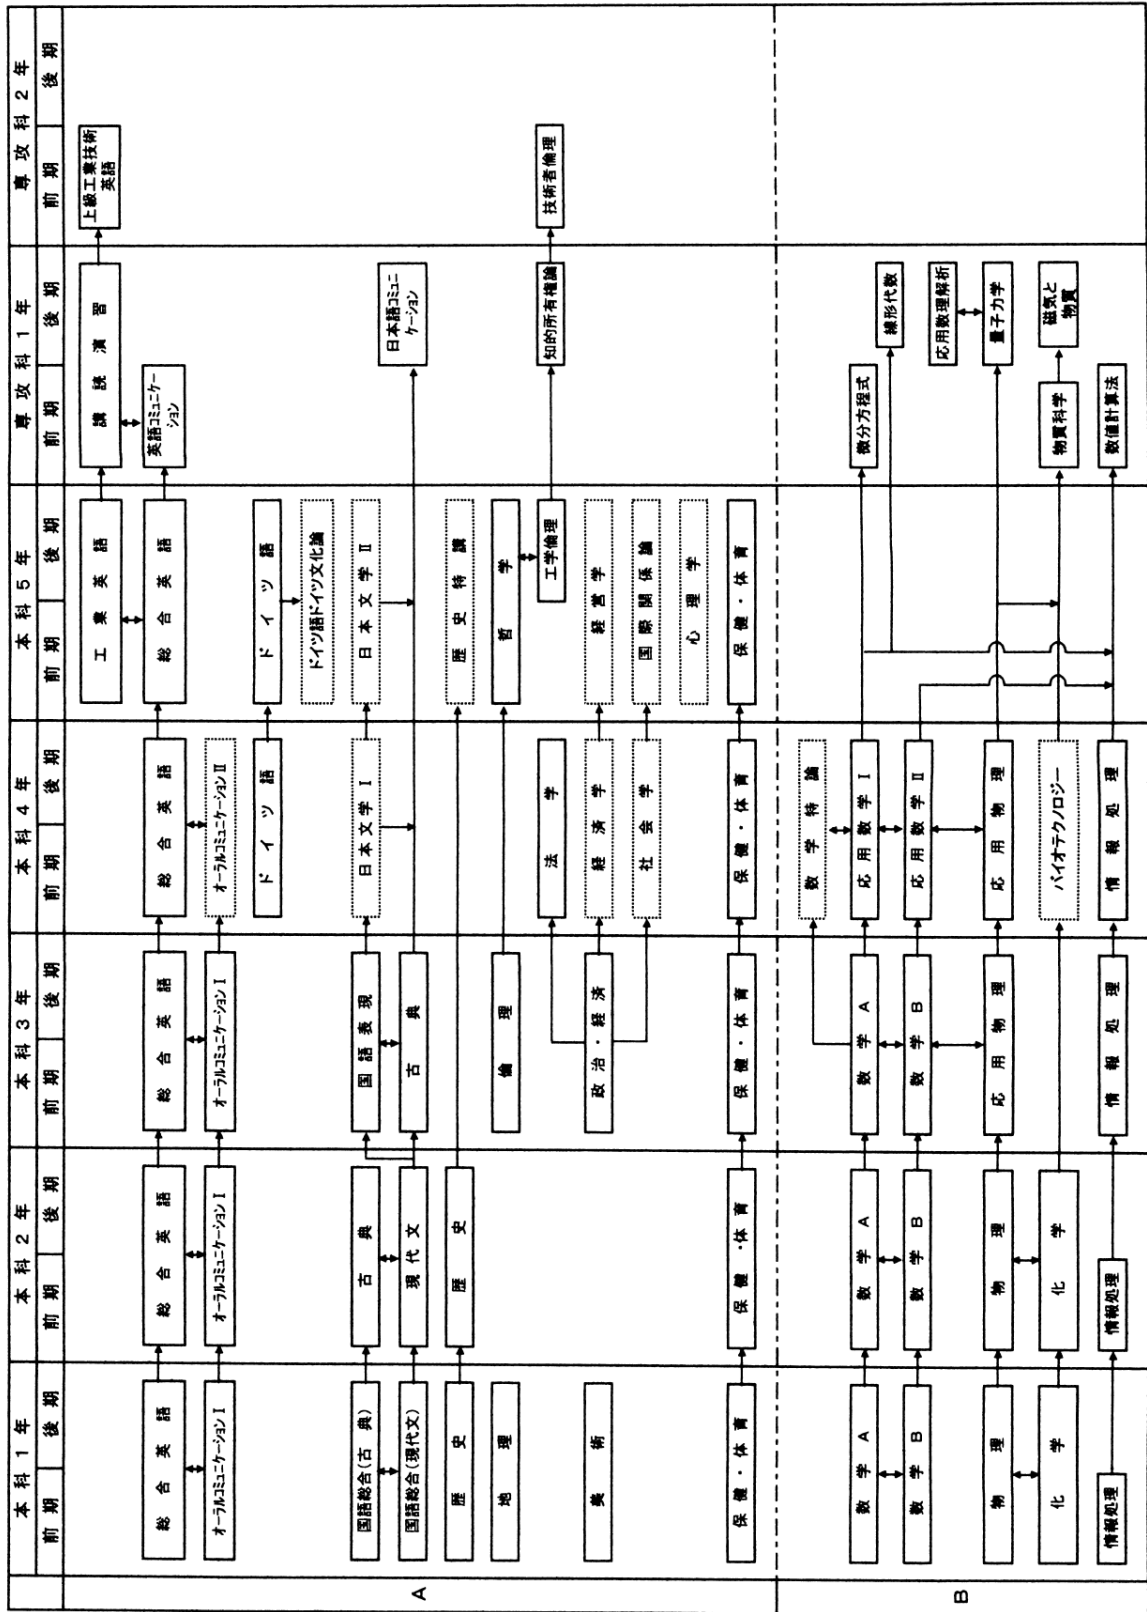 本科1年
前期
後期
本科2年
前期
後期
本科3年
前期
後期
本科4年
前期
後期
本科5年
前期
後期
専攻科1年
前期
後期
専攻科2年
前期
後期
A
工業英語
講読演習
上級工業技術
英語
総合英語
総合英語
総合英語
総合英語
総合英語
英語コミュニケー
ション
オーラルコミュニケーションⅠ
オーラルコミュニケーションⅠ
オーラルコミュニケーションⅠ
オーラルコミュニケーションⅡ
ドイツ語
ドイツ語
ドイツ語ドイツ文化論
国語総合(古典)
古典
国語表現
日本文学Ⅰ
日本文学Ⅱ
国語総合(現代文)
現代文
古典
日本語コミュニ
ケーション
歴史
歴史
歴史特講
地理
倫理
哲学
法学
工学倫理
知的所有権論
技術者倫理
美術
政治・経済
経済学
経営学
社会学
国際関係論
心理学
保健・体育
保健・体育
保健・体育
保健・体育
保健・体育
B
数学特論
数学A
数学A
数学A
応用数学Ⅰ
微分方程式
線形代数
数学B
数学B
数学B
応用数学Ⅱ
応用数理解析
物理
物理
応用物理
応用物理
量子力学
化学
化学
バイオテクノロジー
物質科学
磁気と
物質
情報処理
情報処理
情報処理
情報処理
数値計算法